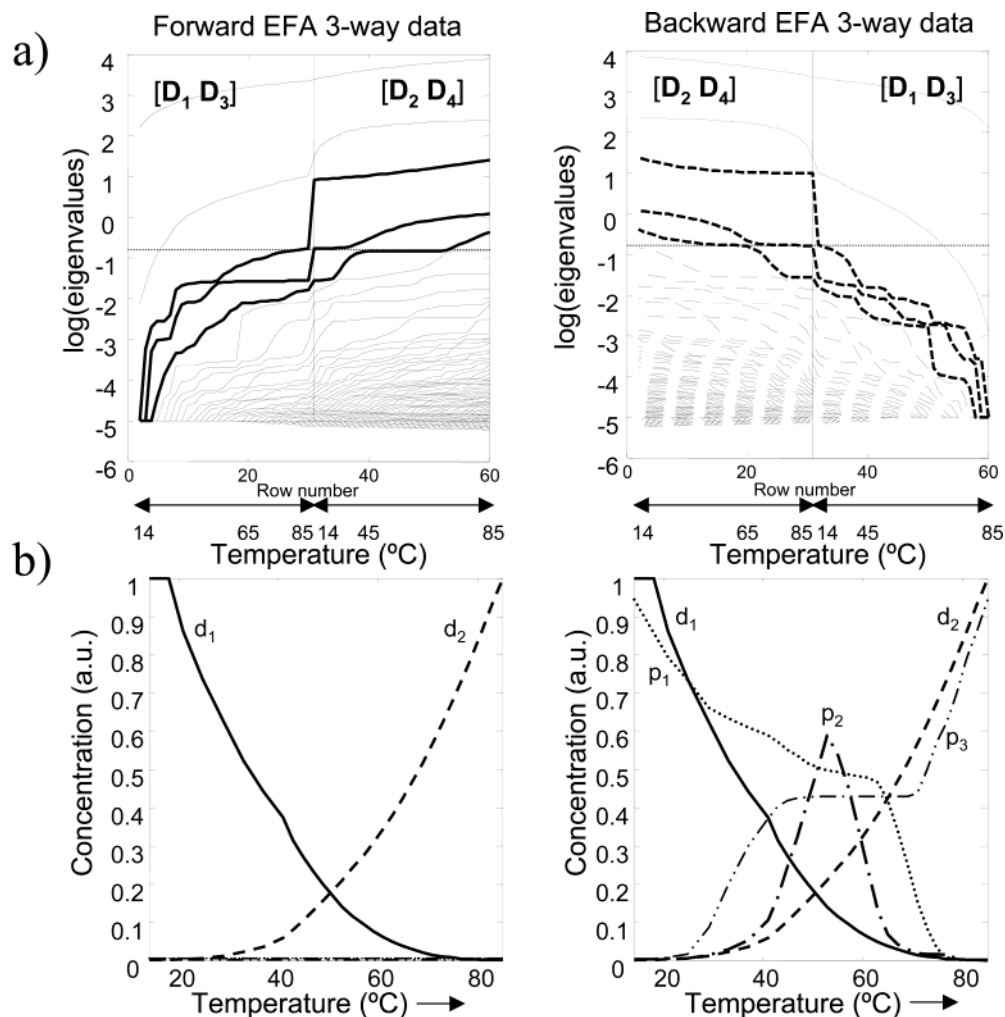 a)
Forward EFA 3-way data
[D1 D3]
[D2 D4]
4
3
2
1
0
-1
-2
-3
-4
-5
-6
log(eigenvalues)
0
20
40
60
Row number
14
65
85
14
45
85
Temperature (ºC)
Backward EFA 3-way data
[D2 D4]
[D1 D3]
4
3
2
1
0
-1
-2
-3
-4
-5
-6
log(eigenvalues)
0
20
40
60
Row number
14
65
85
14
45
85
Temperature (ºC)
b)
1
0.9
0.8
0.7
0.6
0.5
0.4
0.3
0.2
0.1
0
Concentration (a.u.)
d1
d2
20
40
60
80
Temperature (ºC)
1
0.9
0.8
0.7
0.6
0.5
0.4
0.3
0.2
0.1
0
Concentration (a.u.)
d1
d2
p1
p2
p3
20
40
60
80
Temperature (ºC)